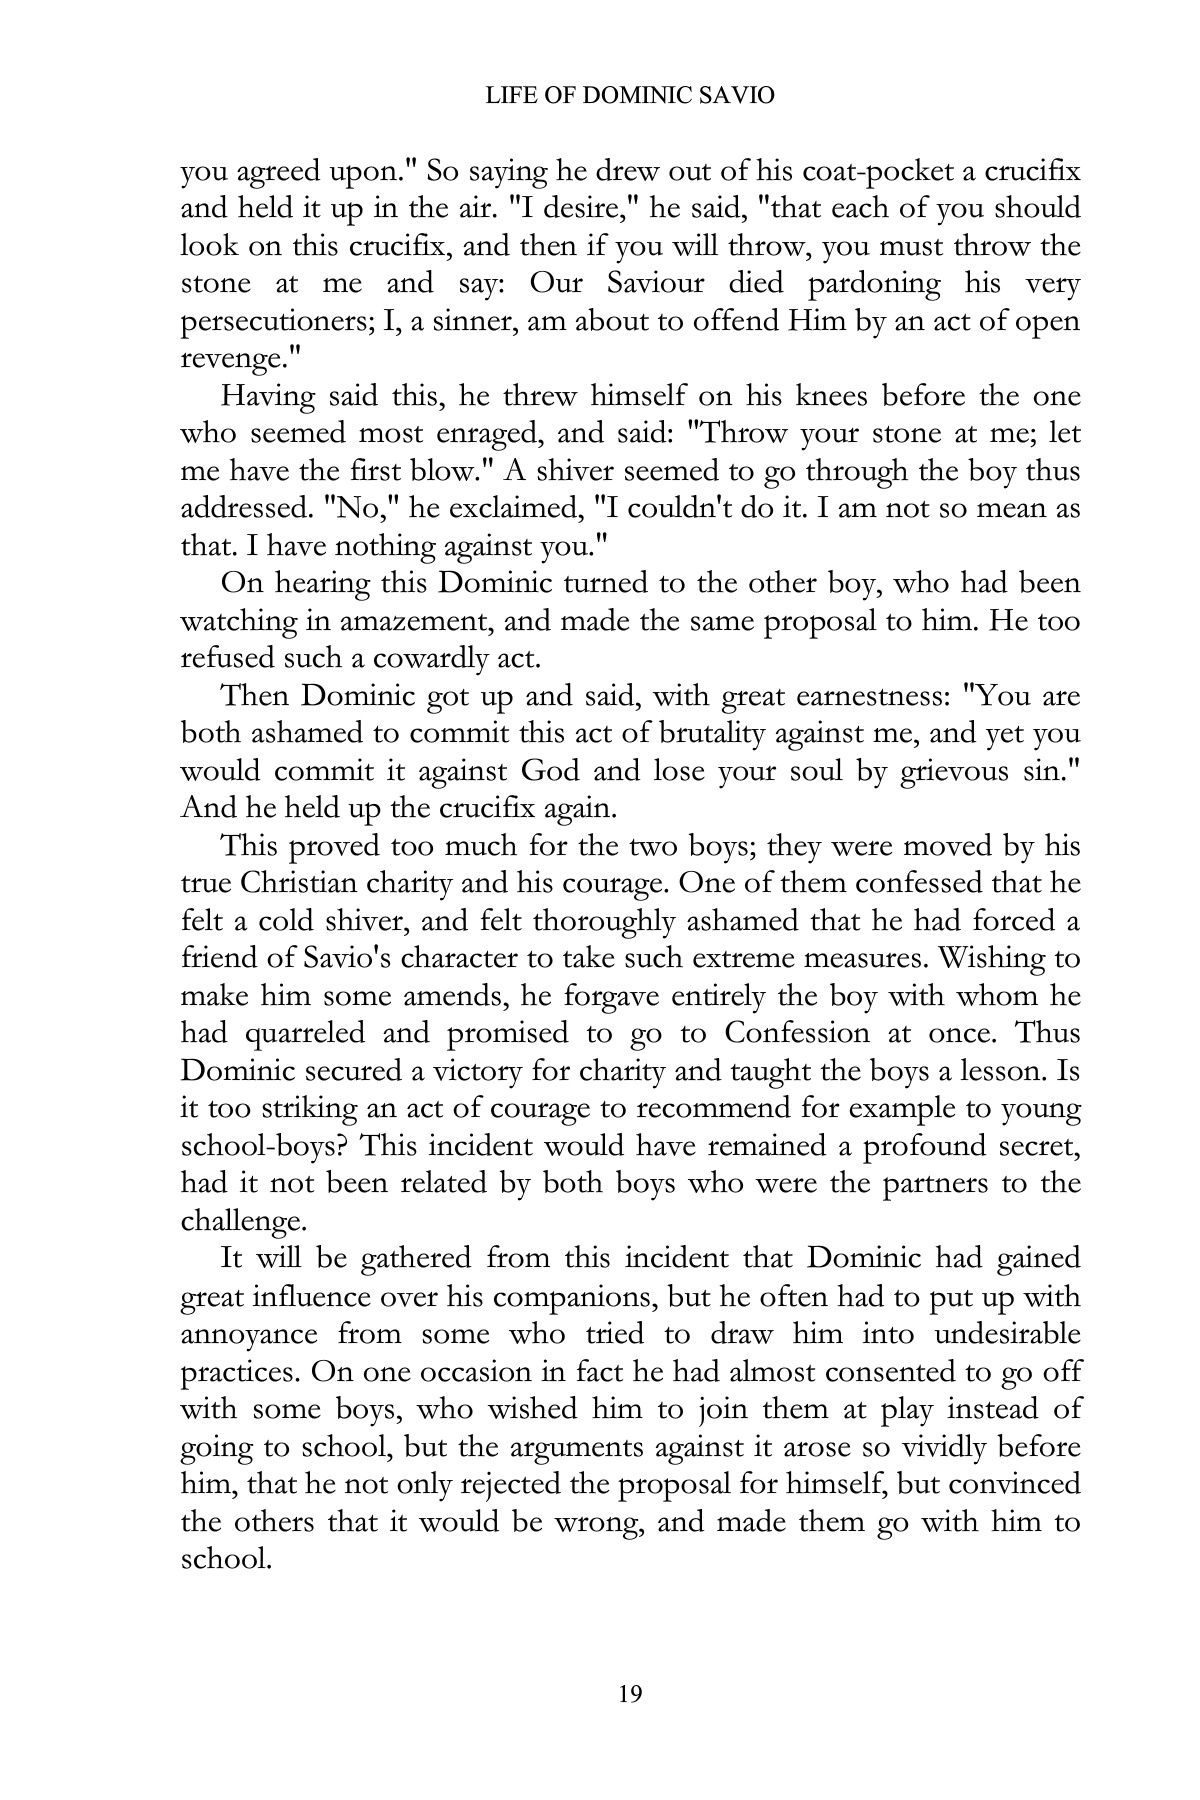 LIFE OF DOMINIC SAVIO
you agreed upon." So saying he drew out of his coat-pocket a crucifix
and held it up in the air. "I desire," he said, "that each of you should
look on this crucifix, and then if you will throw, you must throw the
stone at me and say: Our Saviour died pardoning his very
persecutioners; I, a sinner, am about to offend Him by an act of open
revenge."
Having said this, he threw himself on his knees before the one
who seemed most enraged, and said: "Throw your stone at me; let
me have the first blow." A shiver seemed to go through the boy thus
addressed. "No," he exclaimed, "I couldn't do it. I am not so mean as
that. I have nothing against you."
On hearing this Dominic turned to the other boy, who had been
watching in amazement, and made the same proposal to him. He too
refused such a cowardly act.
Then Dominic got up and said, with great earnestness: "You are
both ashamed to commit this act of brutality against me, and yet you
would commit it against God and lose your soul by grievous sin."
And he held up the crucifix again.
This proved too much for the two boys; they were moved by his
true Christian charity and his courage. One of them confessed that he
felt a cold shiver, and felt thoroughly ashamed that he had forced a
friend of Savio's character to take such extreme measures. Wishing to
make him some amends, he forgave entirely the boy with whom he
had quarreled and promised to go to Confession at once. Thus
Dominic secured a victory for charity and taught the boys a lesson. Is
it too striking an act of courage to recommend for example to young
school-boys? This incident would have remained a profound secret,
had it not been related by both boys who were the partners to the
challenge.
It will be gathered from this incident that Dominic had gained
great influence over his companions, but he often had to put up with
annoyance from some who tried to draw him into undesirable
practices. On one occasion in fact he had almost consented to go off
with some boys, who wished him to join them at play instead of
going to school, but the arguments against it arose so vividly before
him, that he not only rejected the proposal for himself, but convinced
the others that it would be wrong, and made them go with him to
school.
19